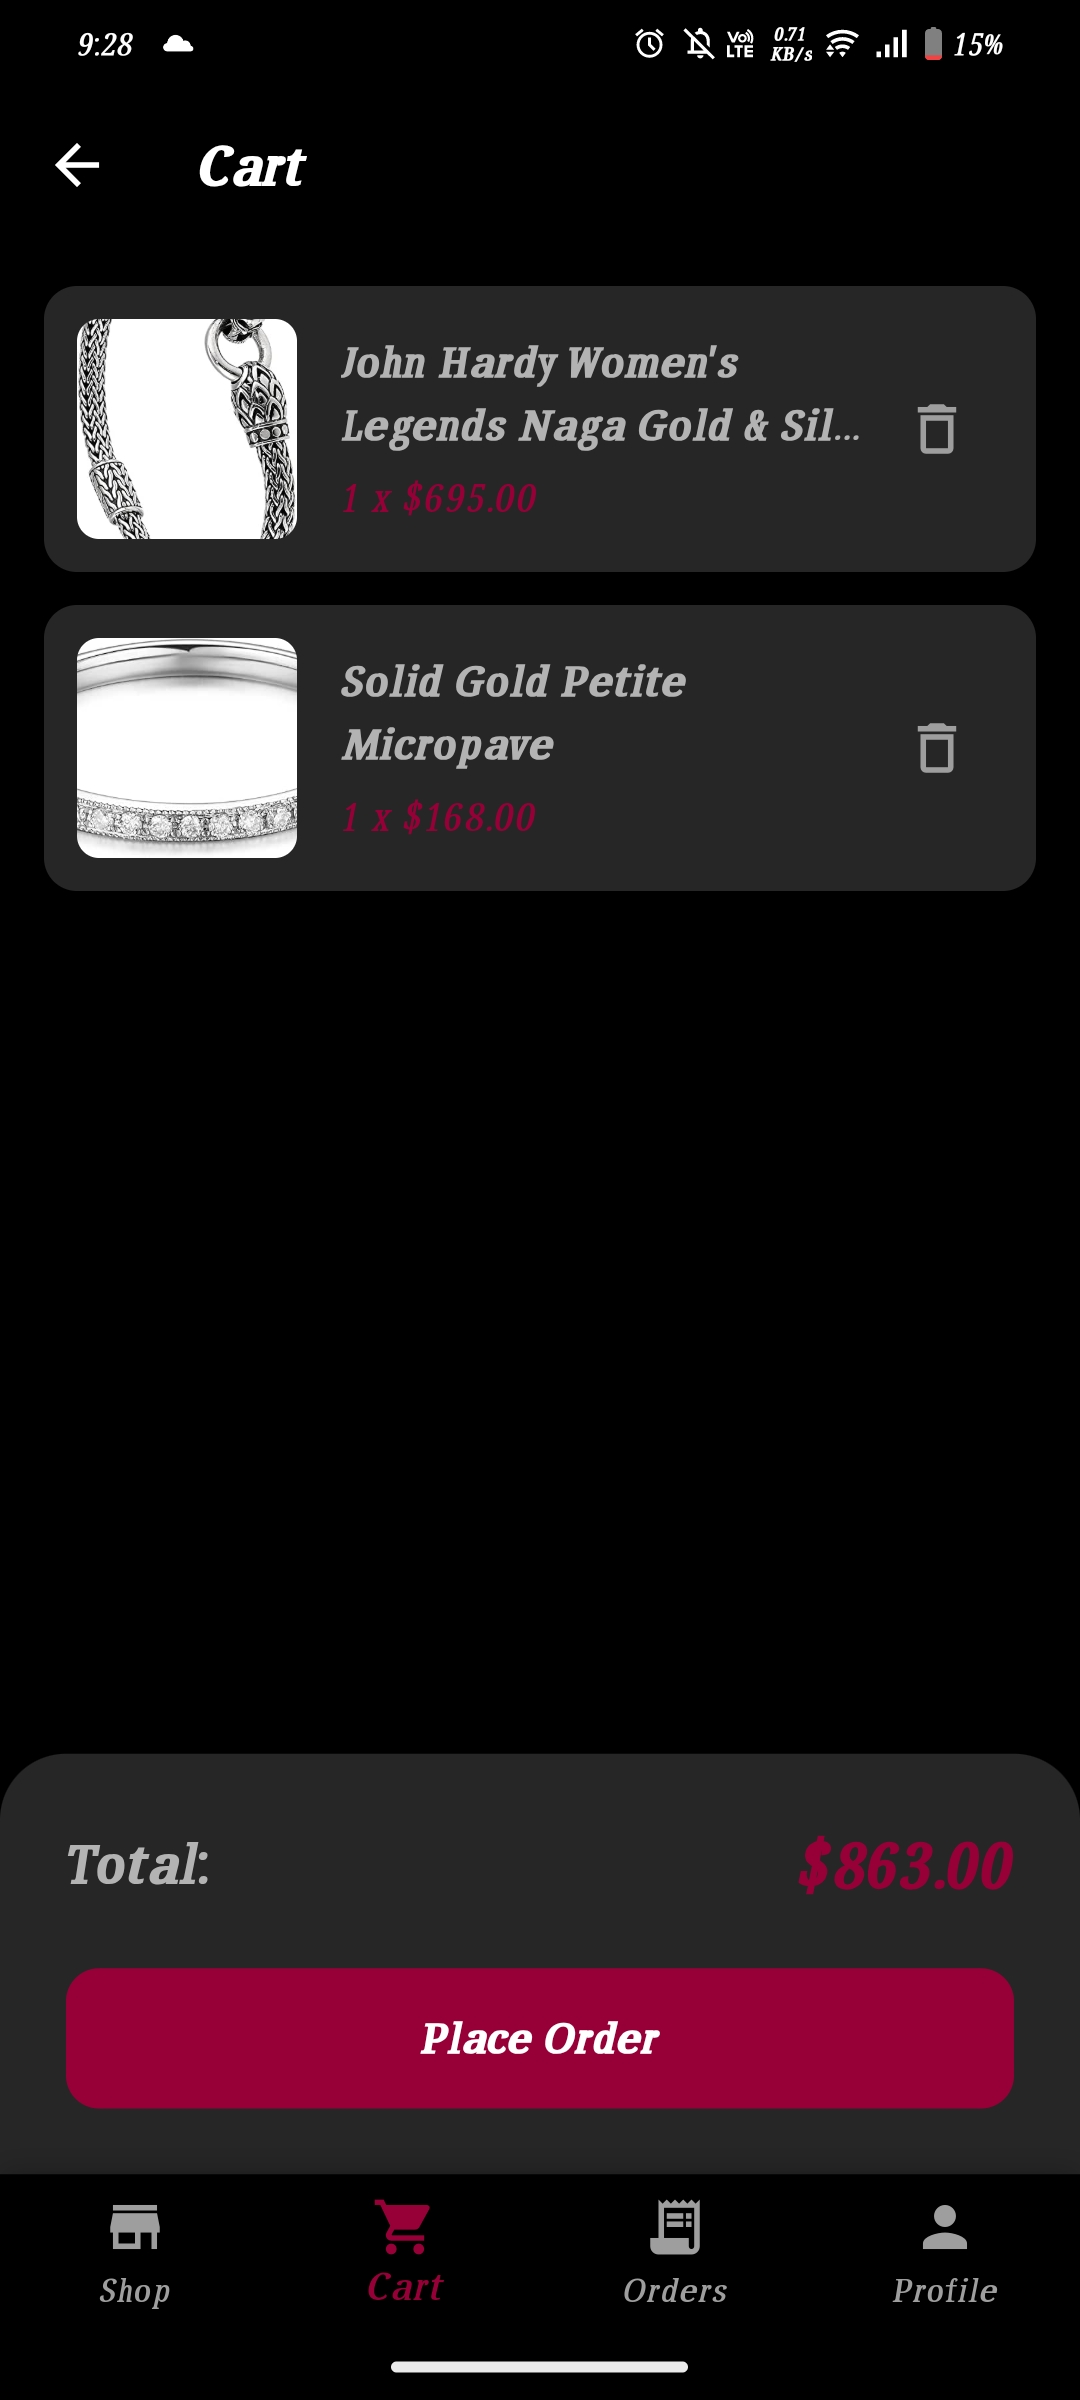 9:28
Vo LTE
0.71 KB/s
15%
Cart
John Hardy Women's
Legends Naga Gold & Sil...
1 x $695.00
Solid Gold Petite
Micropave
1 x $168.00
Total:
$863.00
Place Order
Shop
Cart
Orders
Profile